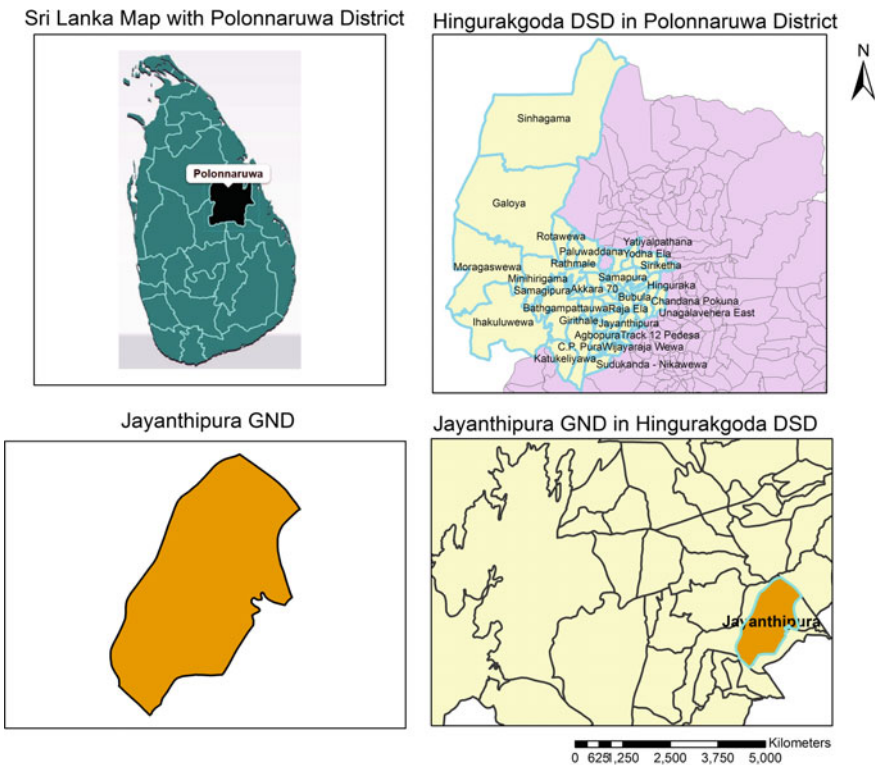 Sri Lanka Map with Polonnaruwa District
Polonnaruwa
Hingurakgoda DSD in Polonnaruwa District
N
Sinhagama
Galoya
Rotawewa
Yatiyalpathana
Paluwaddana
Yodha Ela
Moragaswewa
Rathmale
Siriketha
Minihirigama
Samapura
Hinguraka
Samagipura
Akkara 70
Bubula
Chandana Pokuna
Bathgampattauwa
Raja Ela
Unagalavehera East
Ihakuluwewa
Girithale
Jayanthipura
Agbopura
Track 12 Pedesa
C.P. Pura
Wijayaraja Wewa
Katukeliyawa
Sudukanda - Nikawewa
Jayanthipura GND
Jayanthipura GND in Hingurakgoda DSD
Jayanthipura
Kilometers
0 625 1,250 2,500 3,750 5,000